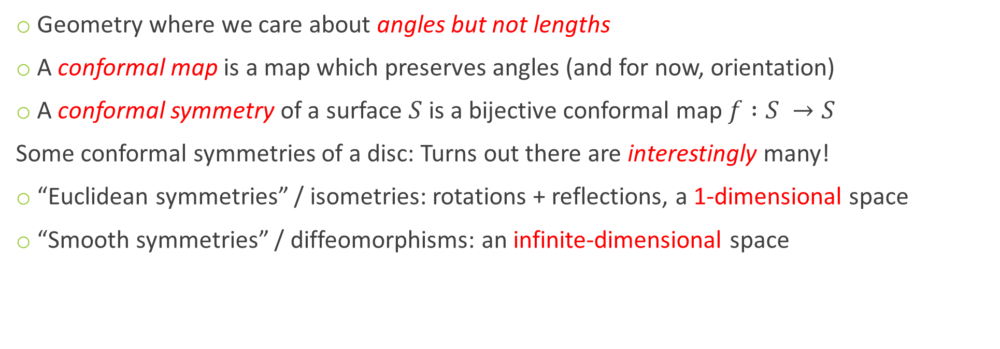 ○ Geometry where we care about angles but not lengths
○ A conformal map is a map which preserves angles (and for now, orientation)
○ A conformal symmetry of a surface 𝑆 is a bijective conformal map 𝑓 : 𝑆 → 𝑆
Some conformal symmetries of a disc: Turns out there are interestingly many!
○ “Euclidean symmetries” / isometries: rotations + reflections, a 1-dimensional space
○ “Smooth symmetries” / diffeomorphisms: an infinite-dimensional space